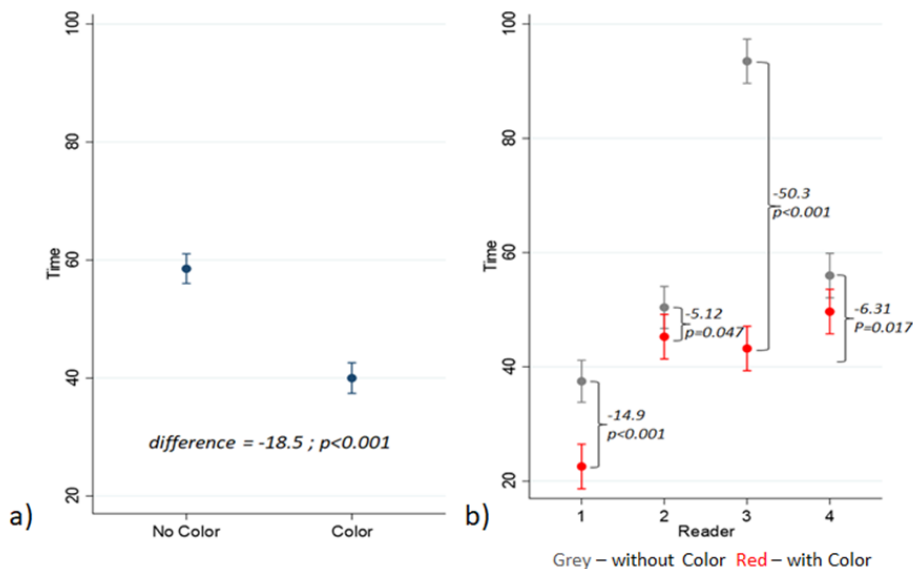 100
80
60
40
20
Time
No Color
Color
difference = -18.5 ; p<0.001
a)
100
80
60
40
20
Time
-50.3
p<0.001
-5.12
p=0.047
-6.31
P=0.017
-14.9
p<0.001
1 2 3 4
Reader
b)
Grey – without Color Red – with Color